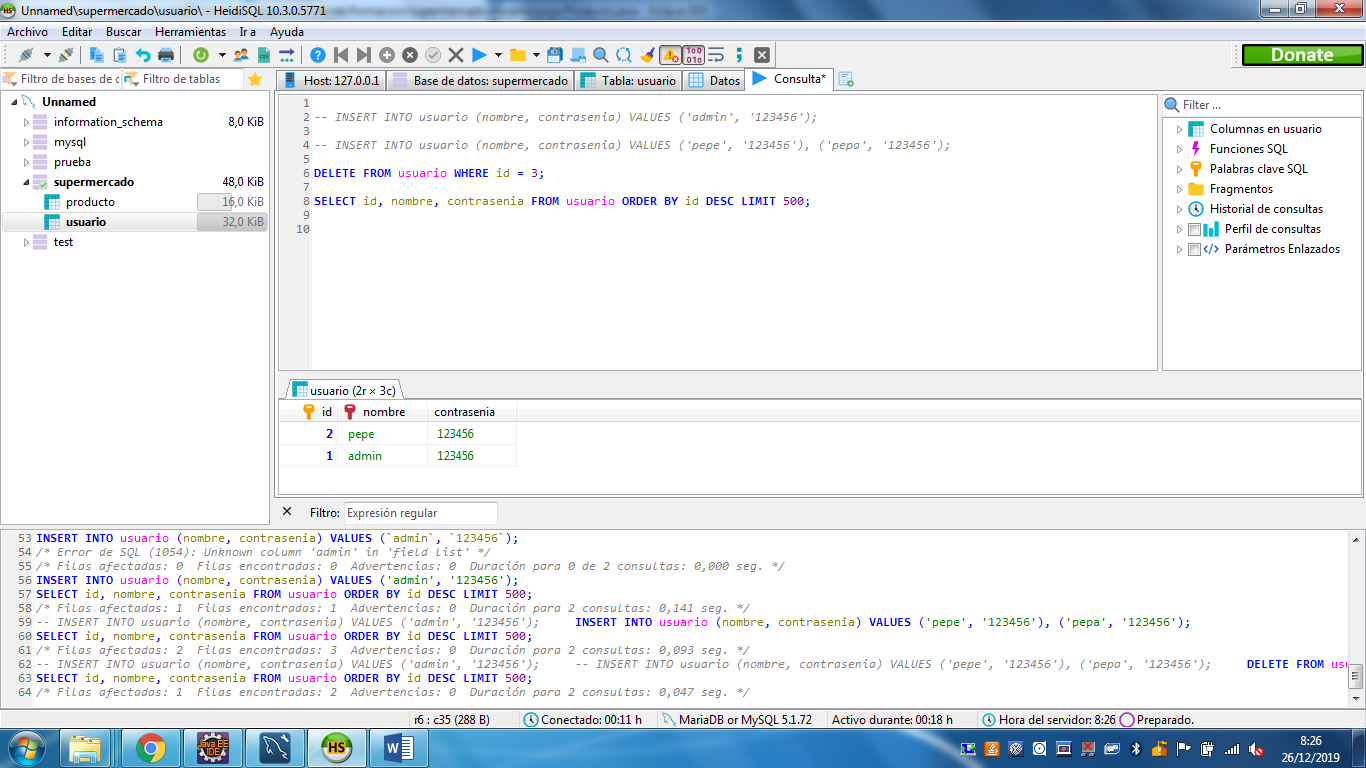 Unnamed\supermercado\usuario\ - HeidiSQL 10.3.0.5771
Archivo Editar Buscar Herramientas Ir a Ayuda
Donate
Filtro de bases de d Filtro de tablas
Host: 127.0.0.1 Base de datos: supermercado Tabla: usuario Datos Consulta*
Unnamed
information_schema 8,0 KiB
mysql
prueba
supermercado 48,0 KiB
producto 16,0 KiB
usuario 32,0 KiB
test
1
2 -- INSERT INTO usuario (nombre, contrasenia) VALUES ('admin', '123456');
3
4 -- INSERT INTO usuario (nombre, contrasenia) VALUES ('pepe', '123456'), ('pepa', '123456');
5
6 DELETE FROM usuario WHERE id = 3;
7
8 SELECT id, nombre, contrasenia FROM usuario ORDER BY id DESC LIMIT 500;
9
10
Filter ...
Columnas en usuario
Funciones SQL
Palabras clave SQL
Fragmentos
Historial de consultas
Perfil de consultas
Parámetros Enlazados
usuario (2r × 3c)
id nombre contrasenia
2 pepe 123456
1 admin 123456
Filtro: Expresión regular
53 INSERT INTO usuario (nombre, contrasenia) VALUES (`admin`, `123456`);
54 /* Error de SQL (1054): Unknown column 'admin' in 'field list' */
55 /* Filas afectadas: 0 Filas encontradas: 0 Advertencias: 0 Duración para 0 de 2 consultas: 0,000 seg. */
56 INSERT INTO usuario (nombre, contrasenia) VALUES ('admin', '123456');
57 SELECT id, nombre, contrasenia FROM usuario ORDER BY id DESC LIMIT 500;
58 /* Filas afectadas: 1 Filas encontradas: 1 Advertencias: 0 Duración para 2 consultas: 0,141 seg. */
59 -- INSERT INTO usuario (nombre, contrasenia) VALUES ('admin', '123456'); INSERT INTO usuario (nombre, contrasenia) VALUES ('pepe', '123456'), ('pepa', '123456');
60 SELECT id, nombre, contrasenia FROM usuario ORDER BY id DESC LIMIT 500;
61 /* Filas afectadas: 2 Filas encontradas: 3 Advertencias: 0 Duración para 2 consultas: 0,093 seg. */
62 -- INSERT INTO usuario (nombre, contrasenia) VALUES ('admin', '123456'); -- INSERT INTO usuario (nombre, contrasenia) VALUES ('pepe', '123456'), ('pepa', '123456'); DELETE FROM usu
63 SELECT id, nombre, contrasenia FROM usuario ORDER BY id DESC LIMIT 500;
64 /* Filas afectadas: 1 Filas encontradas: 2 Advertencias: 0 Duración para 2 consultas: 0,047 seg. */
r6 : c35 (288 B) Conectado: 00:11 h MariaDB or MySQL 5.1.72 Activo durante: 00:18 h Hora del servidor: 8:26 Preparado.
Java EE
IDE
HS
8:26
26/12/2019